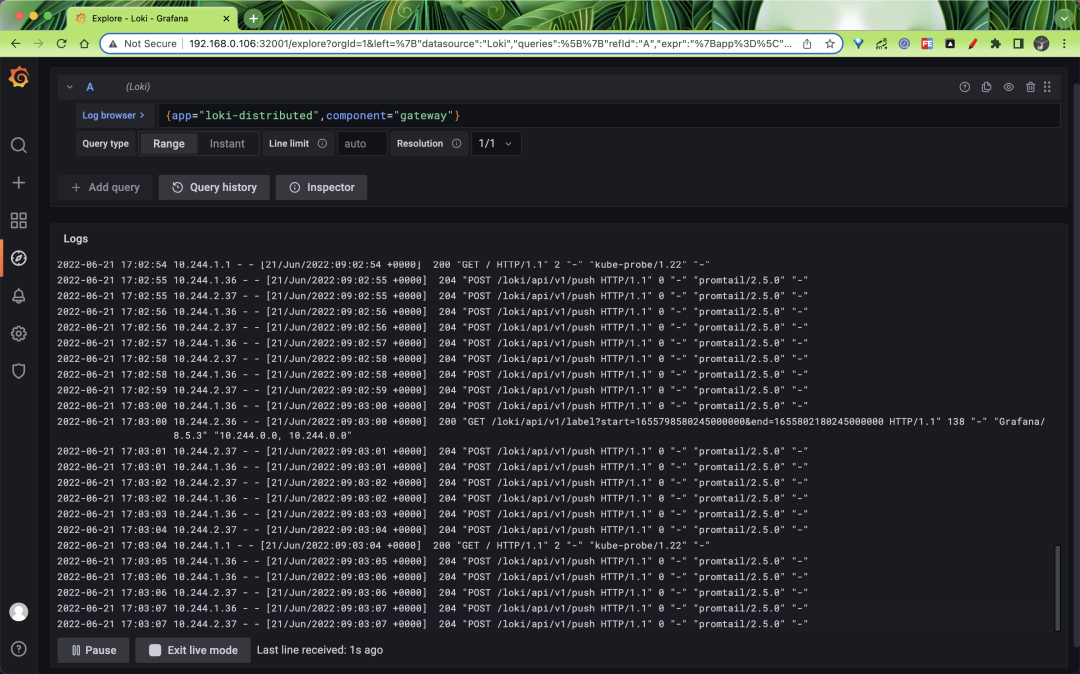 Explore - Loki - Grafana
Not Secure 192.168.0.106:32001/explore?orgId=1&left=%7B"datasource":"Loki","queries":%5B%7B"refId":"A","expr":"%7Bapp%3D%5C"...
A (Loki)
Log browser > {app="loki-distributed",component="gateway"}
Query type Range Instant Line limit auto Resolution 1/1
+ Add query Query history Inspector
Logs
2022-06-21 17:02:54 10.244.1.1 - - [21/Jun/2022:09:02:54 +0000]  200 "GET / HTTP/1.1" 2 "-" "kube-probe/1.22" "-"
2022-06-21 17:02:55 10.244.1.36 - - [21/Jun/2022:09:02:55 +0000]  204 "POST /loki/api/v1/push HTTP/1.1" 0 "-" "promtail/2.5.0" "-"
2022-06-21 17:02:55 10.244.2.37 - - [21/Jun/2022:09:02:55 +0000]  204 "POST /loki/api/v1/push HTTP/1.1" 0 "-" "promtail/2.5.0" "-"
2022-06-21 17:02:56 10.244.1.36 - - [21/Jun/2022:09:02:56 +0000]  204 "POST /loki/api/v1/push HTTP/1.1" 0 "-" "promtail/2.5.0" "-"
2022-06-21 17:02:56 10.244.2.37 - - [21/Jun/2022:09:02:56 +0000]  204 "POST /loki/api/v1/push HTTP/1.1" 0 "-" "promtail/2.5.0" "-"
2022-06-21 17:02:57 10.244.1.36 - - [21/Jun/2022:09:02:57 +0000]  204 "POST /loki/api/v1/push HTTP/1.1" 0 "-" "promtail/2.5.0" "-"
2022-06-21 17:02:58 10.244.2.37 - - [21/Jun/2022:09:02:58 +0000]  204 "POST /loki/api/v1/push HTTP/1.1" 0 "-" "promtail/2.5.0" "-"
2022-06-21 17:02:58 10.244.1.36 - - [21/Jun/2022:09:02:58 +0000]  204 "POST /loki/api/v1/push HTTP/1.1" 0 "-" "promtail/2.5.0" "-"
2022-06-21 17:02:59 10.244.2.37 - - [21/Jun/2022:09:02:59 +0000]  204 "POST /loki/api/v1/push HTTP/1.1" 0 "-" "promtail/2.5.0" "-"
2022-06-21 17:03:00 10.244.1.36 - - [21/Jun/2022:09:03:00 +0000]  204 "POST /loki/api/v1/push HTTP/1.1" 0 "-" "promtail/2.5.0" "-"
2022-06-21 17:03:00 10.244.2.36 - - [21/Jun/2022:09:03:00 +0000]  200 "GET /loki/api/v1/label?start=1655798580245000000&end=1655802180245000000 HTTP/1.1" 138 "-" "Grafana/
8.5.3" "10.244.0.0, 10.244.0.0"
2022-06-21 17:03:01 10.244.2.37 - - [21/Jun/2022:09:03:01 +0000]  204 "POST /loki/api/v1/push HTTP/1.1" 0 "-" "promtail/2.5.0" "-"
2022-06-21 17:03:01 10.244.1.36 - - [21/Jun/2022:09:03:01 +0000]  204 "POST /loki/api/v1/push HTTP/1.1" 0 "-" "promtail/2.5.0" "-"
2022-06-21 17:03:02 10.244.2.37 - - [21/Jun/2022:09:03:02 +0000]  204 "POST /loki/api/v1/push HTTP/1.1" 0 "-" "promtail/2.5.0" "-"
2022-06-21 17:03:02 10.244.1.36 - - [21/Jun/2022:09:03:02 +0000]  204 "POST /loki/api/v1/push HTTP/1.1" 0 "-" "promtail/2.5.0" "-"
2022-06-21 17:03:03 10.244.1.36 - - [21/Jun/2022:09:03:03 +0000]  204 "POST /loki/api/v1/push HTTP/1.1" 0 "-" "promtail/2.5.0" "-"
2022-06-21 17:03:04 10.244.2.37 - - [21/Jun/2022:09:03:04 +0000]  204 "POST /loki/api/v1/push HTTP/1.1" 0 "-" "promtail/2.5.0" "-"
2022-06-21 17:03:04 10.244.1.1 - - [21/Jun/2022:09:03:04 +0000]  200 "GET / HTTP/1.1" 2 "-" "kube-probe/1.22" "-"
2022-06-21 17:03:05 10.244.1.36 - - [21/Jun/2022:09:03:05 +0000]  204 "POST /loki/api/v1/push HTTP/1.1" 0 "-" "promtail/2.5.0" "-"
2022-06-21 17:03:06 10.244.1.36 - - [21/Jun/2022:09:03:06 +0000]  204 "POST /loki/api/v1/push HTTP/1.1" 0 "-" "promtail/2.5.0" "-"
2022-06-21 17:03:06 10.244.2.37 - - [21/Jun/2022:09:03:06 +0000]  204 "POST /loki/api/v1/push HTTP/1.1" 0 "-" "promtail/2.5.0" "-"
2022-06-21 17:03:07 10.244.1.36 - - [21/Jun/2022:09:03:07 +0000]  204 "POST /loki/api/v1/push HTTP/1.1" 0 "-" "promtail/2.5.0" "-"
2022-06-21 17:03:07 10.244.2.37 - - [21/Jun/2022:09:03:07 +0000]  204 "POST /loki/api/v1/push HTTP/1.1" 0 "-" "promtail/2.5.0" "-"
Pause Exit live mode Last line received: 1s ago